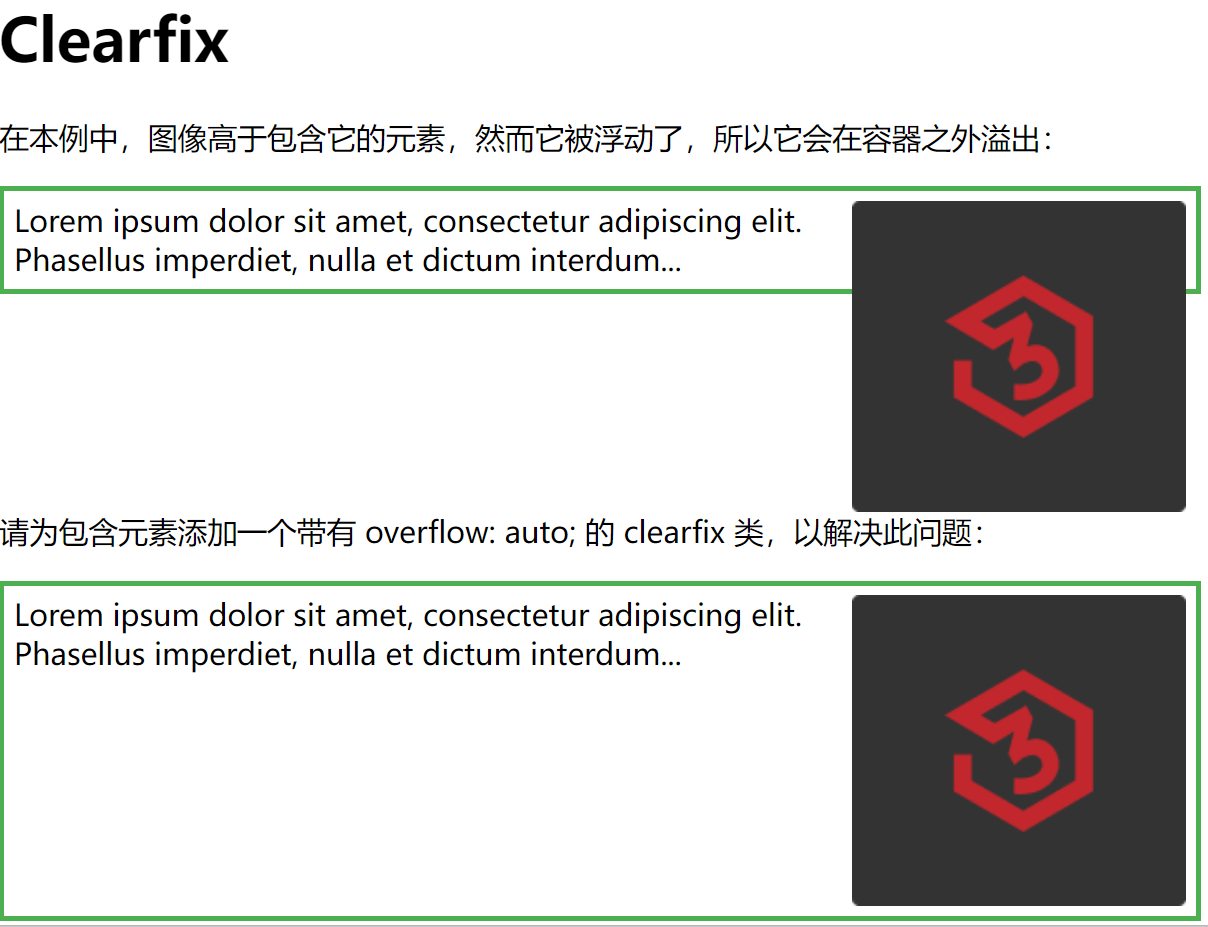 Clearfix
在本例中，图像高于包含它的元素，然而它被浮动了，所以它会在容器之外溢出：
Lorem ipsum dolor sit amet, consectetur adipiscing elit.
Phasellus imperdiet, nulla et dictum interdum...
3
请为包含元素添加一个带有 overflow: auto; 的 clearfix 类，以解决此问题：
Lorem ipsum dolor sit amet, consectetur adipiscing elit.
Phasellus imperdiet, nulla et dictum interdum...
3